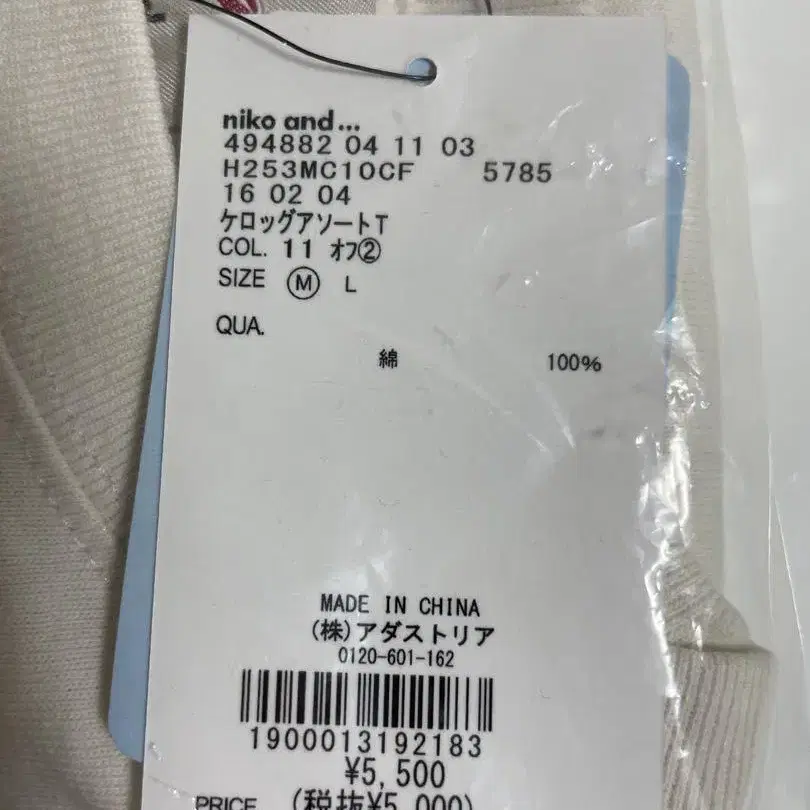 niko and...
494882 04 11 03
H253MC10CF 5785
16 02 04
ケロッグアソートT
COL. 11 オフ②
SIZE Ⓜ L
QUA.
綿 100%
MADE IN CHINA
(株)アダストリア
0120-601-162
1900013192183
¥5,500
PRICE (税抜¥5,000)